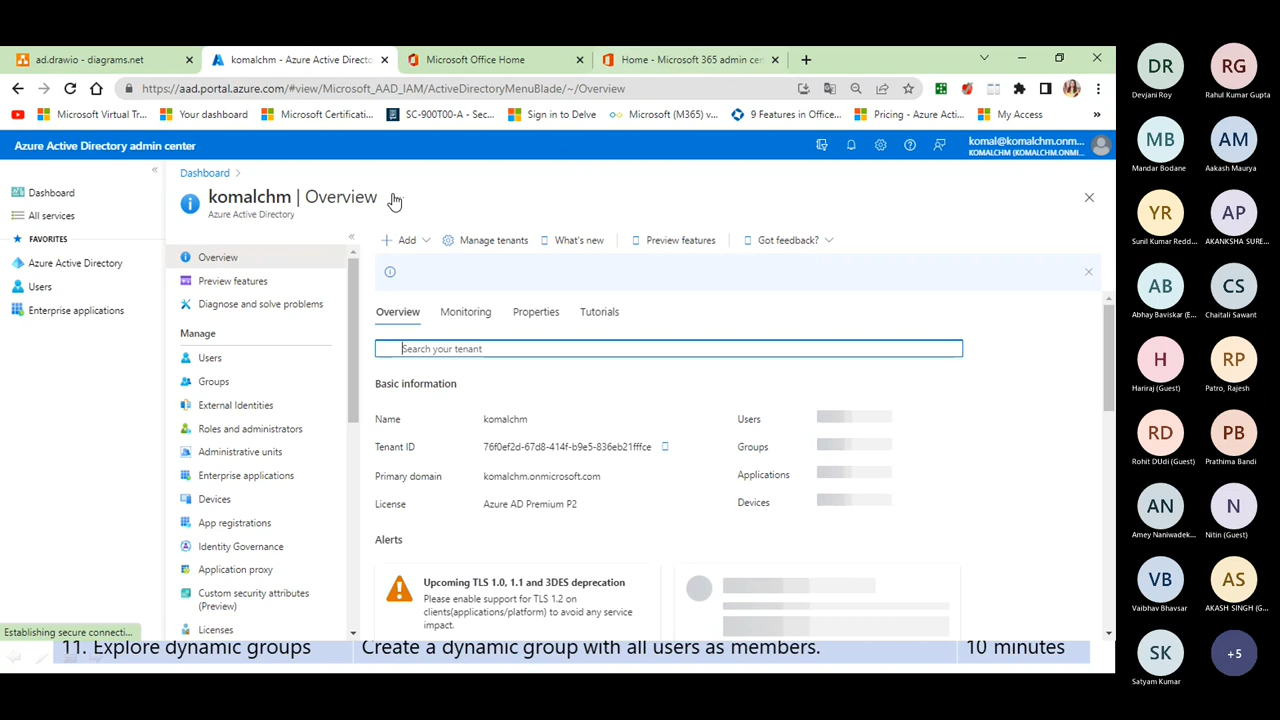 ad.drawio - diagrams.net
komalchm - Azure Active Directo
Microsoft Office Home
Home - Microsoft 365 admin cen
https://aad.portal.azure.com/#view/Microsoft_AAD_IAM/ActiveDirectoryMenuBlade/~/Overview
Microsoft Virtual Tr...
Your dashboard
Microsoft Certificati...
SC-900T00-A - Sec...
Sign in to Delve
Microsoft (M365) v...
9 Features in Office...
Pricing - Azure Acti...
My Access
Azure Active Directory admin center
komal@komalchm.onm...
KOMALCHM (KOMALCHM.ONMI...
Dashboard
All services
FAVORITES
Azure Active Directory
Users
Enterprise applications
Dashboard
komalchm | Overview
Azure Active Directory
Overview
Preview features
Diagnose and solve problems
Manage
Users
Groups
External Identities
Roles and administrators
Administrative units
Enterprise applications
Devices
App registrations
Identity Governance
Application proxy
Custom security attributes
(Preview)
Licenses
Add
Manage tenants
What's new
Preview features
Got feedback?
Overview
Monitoring
Properties
Tutorials
Search your tenant
Basic information
Name komalchm
Tenant ID 76f0ef2d-67d8-414f-b9e5-836eb21fffce
Primary domain komalchm.onmicrosoft.com
License Azure AD Premium P2
Users
Groups
Applications
Devices
Alerts
Upcoming TLS 1.0, 1.1 and 3DES deprecation
Please enable support for TLS 1.2 on
clients(applications/platform) to avoid any service
impact.
Establishing secure connecti...
11. Explore dynamic groups Create a dynamic group with all users as members. 10 minutes
DR
Devjani Roy
RG
Rahul Kumar Gupta
MB
Mandar Bodane
AM
Aakash Maurya
YR
Sunil Kumar Redd...
AP
AKANKSHA SURE...
AB
Abhay Baviskar (E...
CS
Chaitali Sawant
H
Hariraj (Guest)
RP
Patro, Rajesh
RD
Rohit DUdi (Guest)
PB
Prathima Bandi
AN
Amey Naniwadek...
N
Nitin (Guest)
VB
Vaibhav Bhavsar
AS
AKASH SINGH (G...
SK
Satyam Kumar
+5